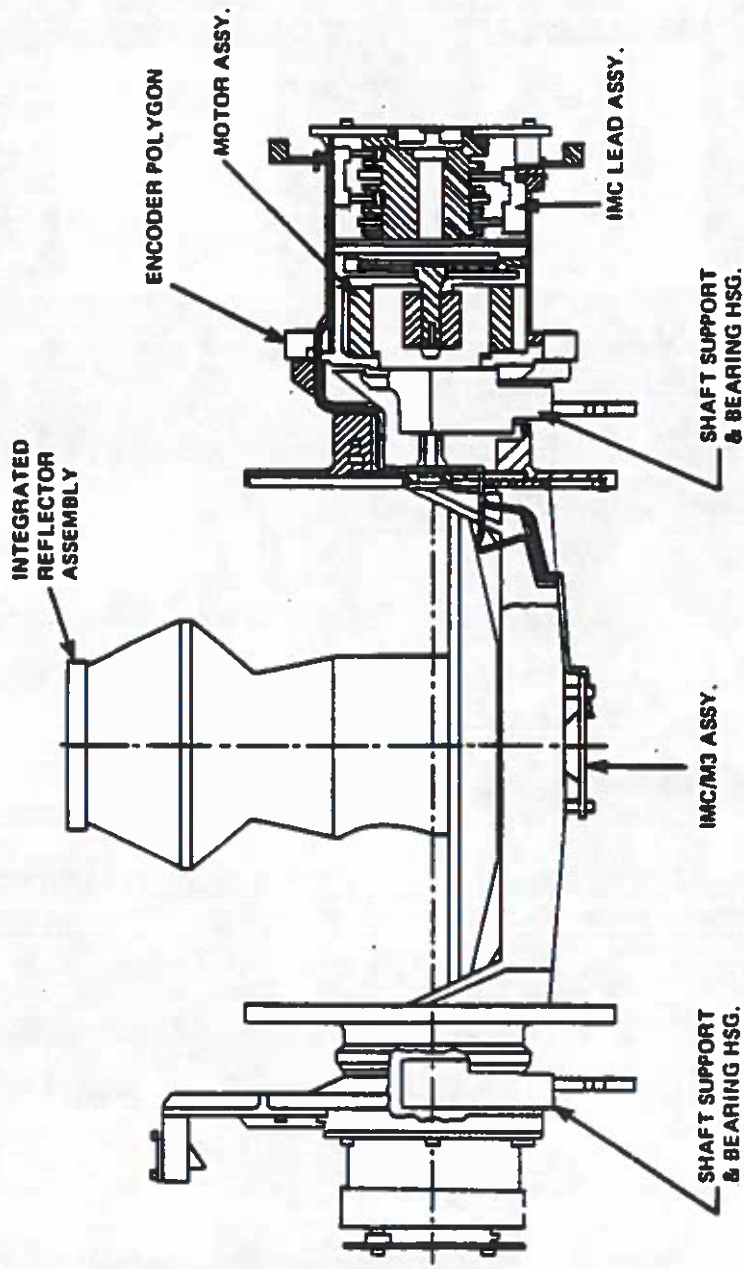 INTEGRATED
REFLECTOR
ASSEMBLY
ENCODER POLYGON
MOTOR ASSY.
IMC LEAD ASSY.
SHAFT SUPPORT
& BEARING HSG.
IMC/M3 ASSY.
SHAFT SUPPORT
& BEARING HSG.